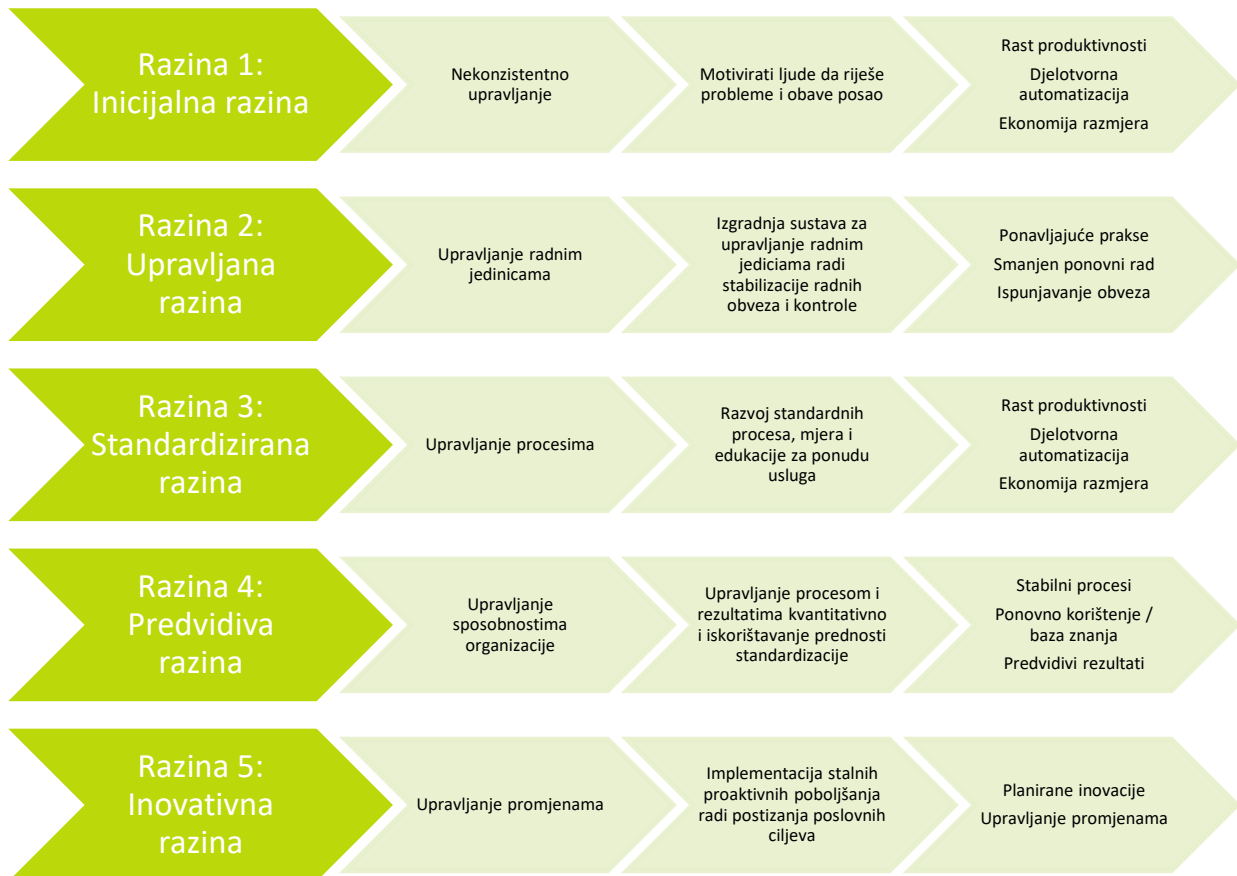 Razina 1:
Inicijalna razina
Nekonzistentno
upravljanje
Motivirati ljude da riješe
probleme i obave posao
Rast produktivnosti
Djelotvorna
automatizacija
Ekonomija razmjera
Razina 2:
Upravljana
razina
Upravljanje radnim
jedinicama
Izgradnja sustava za
upravljanje radnim
jediciama radi
stabilizacije radnih
obveza i kontrole
Ponavljajuće prakse
Smanjen ponovni rad
Ispunjavanje obveza
Razina 3:
Standardizirana
razina
Upravljanje procesima
Razvoj standardnih
procesa, mjera i
edukacije za ponudu
usluga
Rast produktivnosti
Djelotvorna
automatizacija
Ekonomija razmjera
Razina 4:
Predvidiva
razina
Upravljanje
sposobnostima
organizacije
Upravljanje procesom i
rezultatima kvantitativno
i iskorištavanje prednosti
standardizacije
Stabilni procesi
Ponovno korištenje /
baza znanja
Predvidivi rezultati
Razina 5:
Inovativna
razina
Upravljanje promjenama
Implementacija stalnih
proaktivnih poboljšanja
radi postizanja poslovnih
ciljeva
Planirane inovacije
Upravljanje promjenama